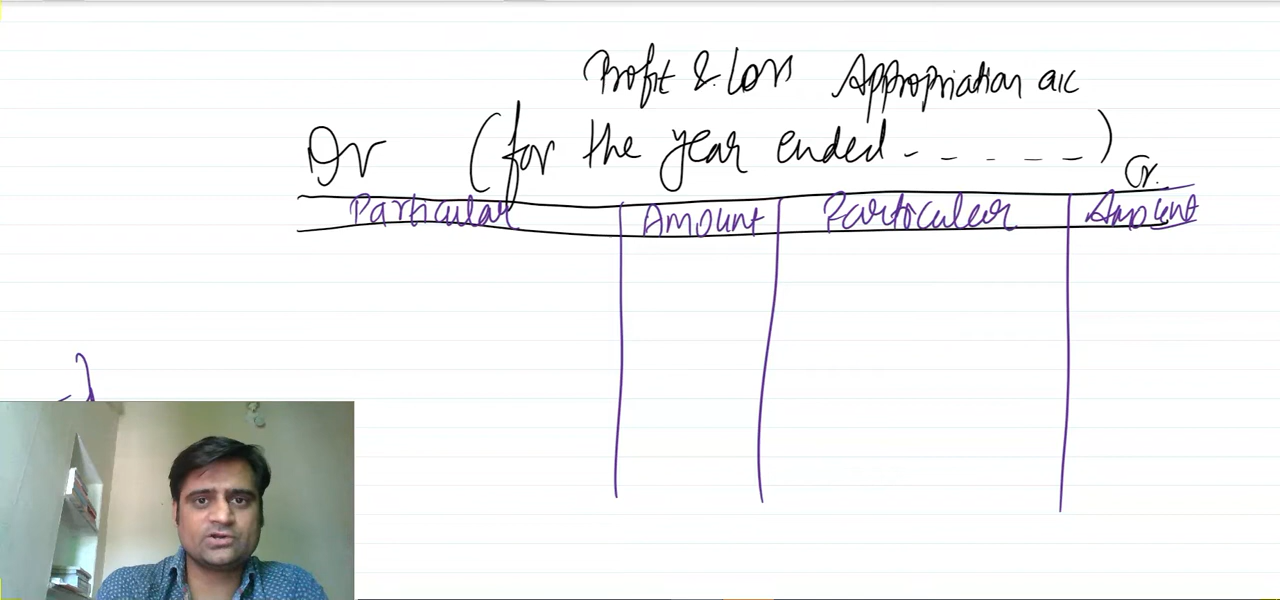 Profit & Loss Appropriation a/c
Dr (for the year ended - - - - - -) Cr.
Particular Amount Particular Amount